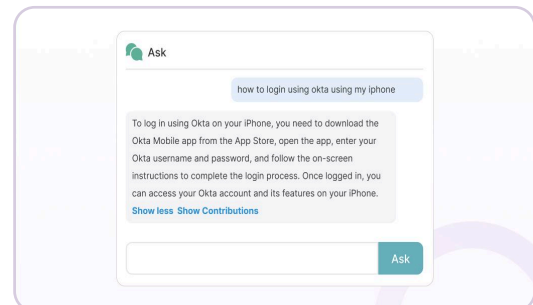 Ask
how to login using okta using my iphone
To log in using Okta on your iPhone, you need to download the
Okta Mobile app from the App Store, open the app, enter your
Okta username and password, and follow the on-screen
instructions to complete the login process. Once logged in, you
can access your Okta account and its features on your iPhone.
Show less Show Contributions
Ask